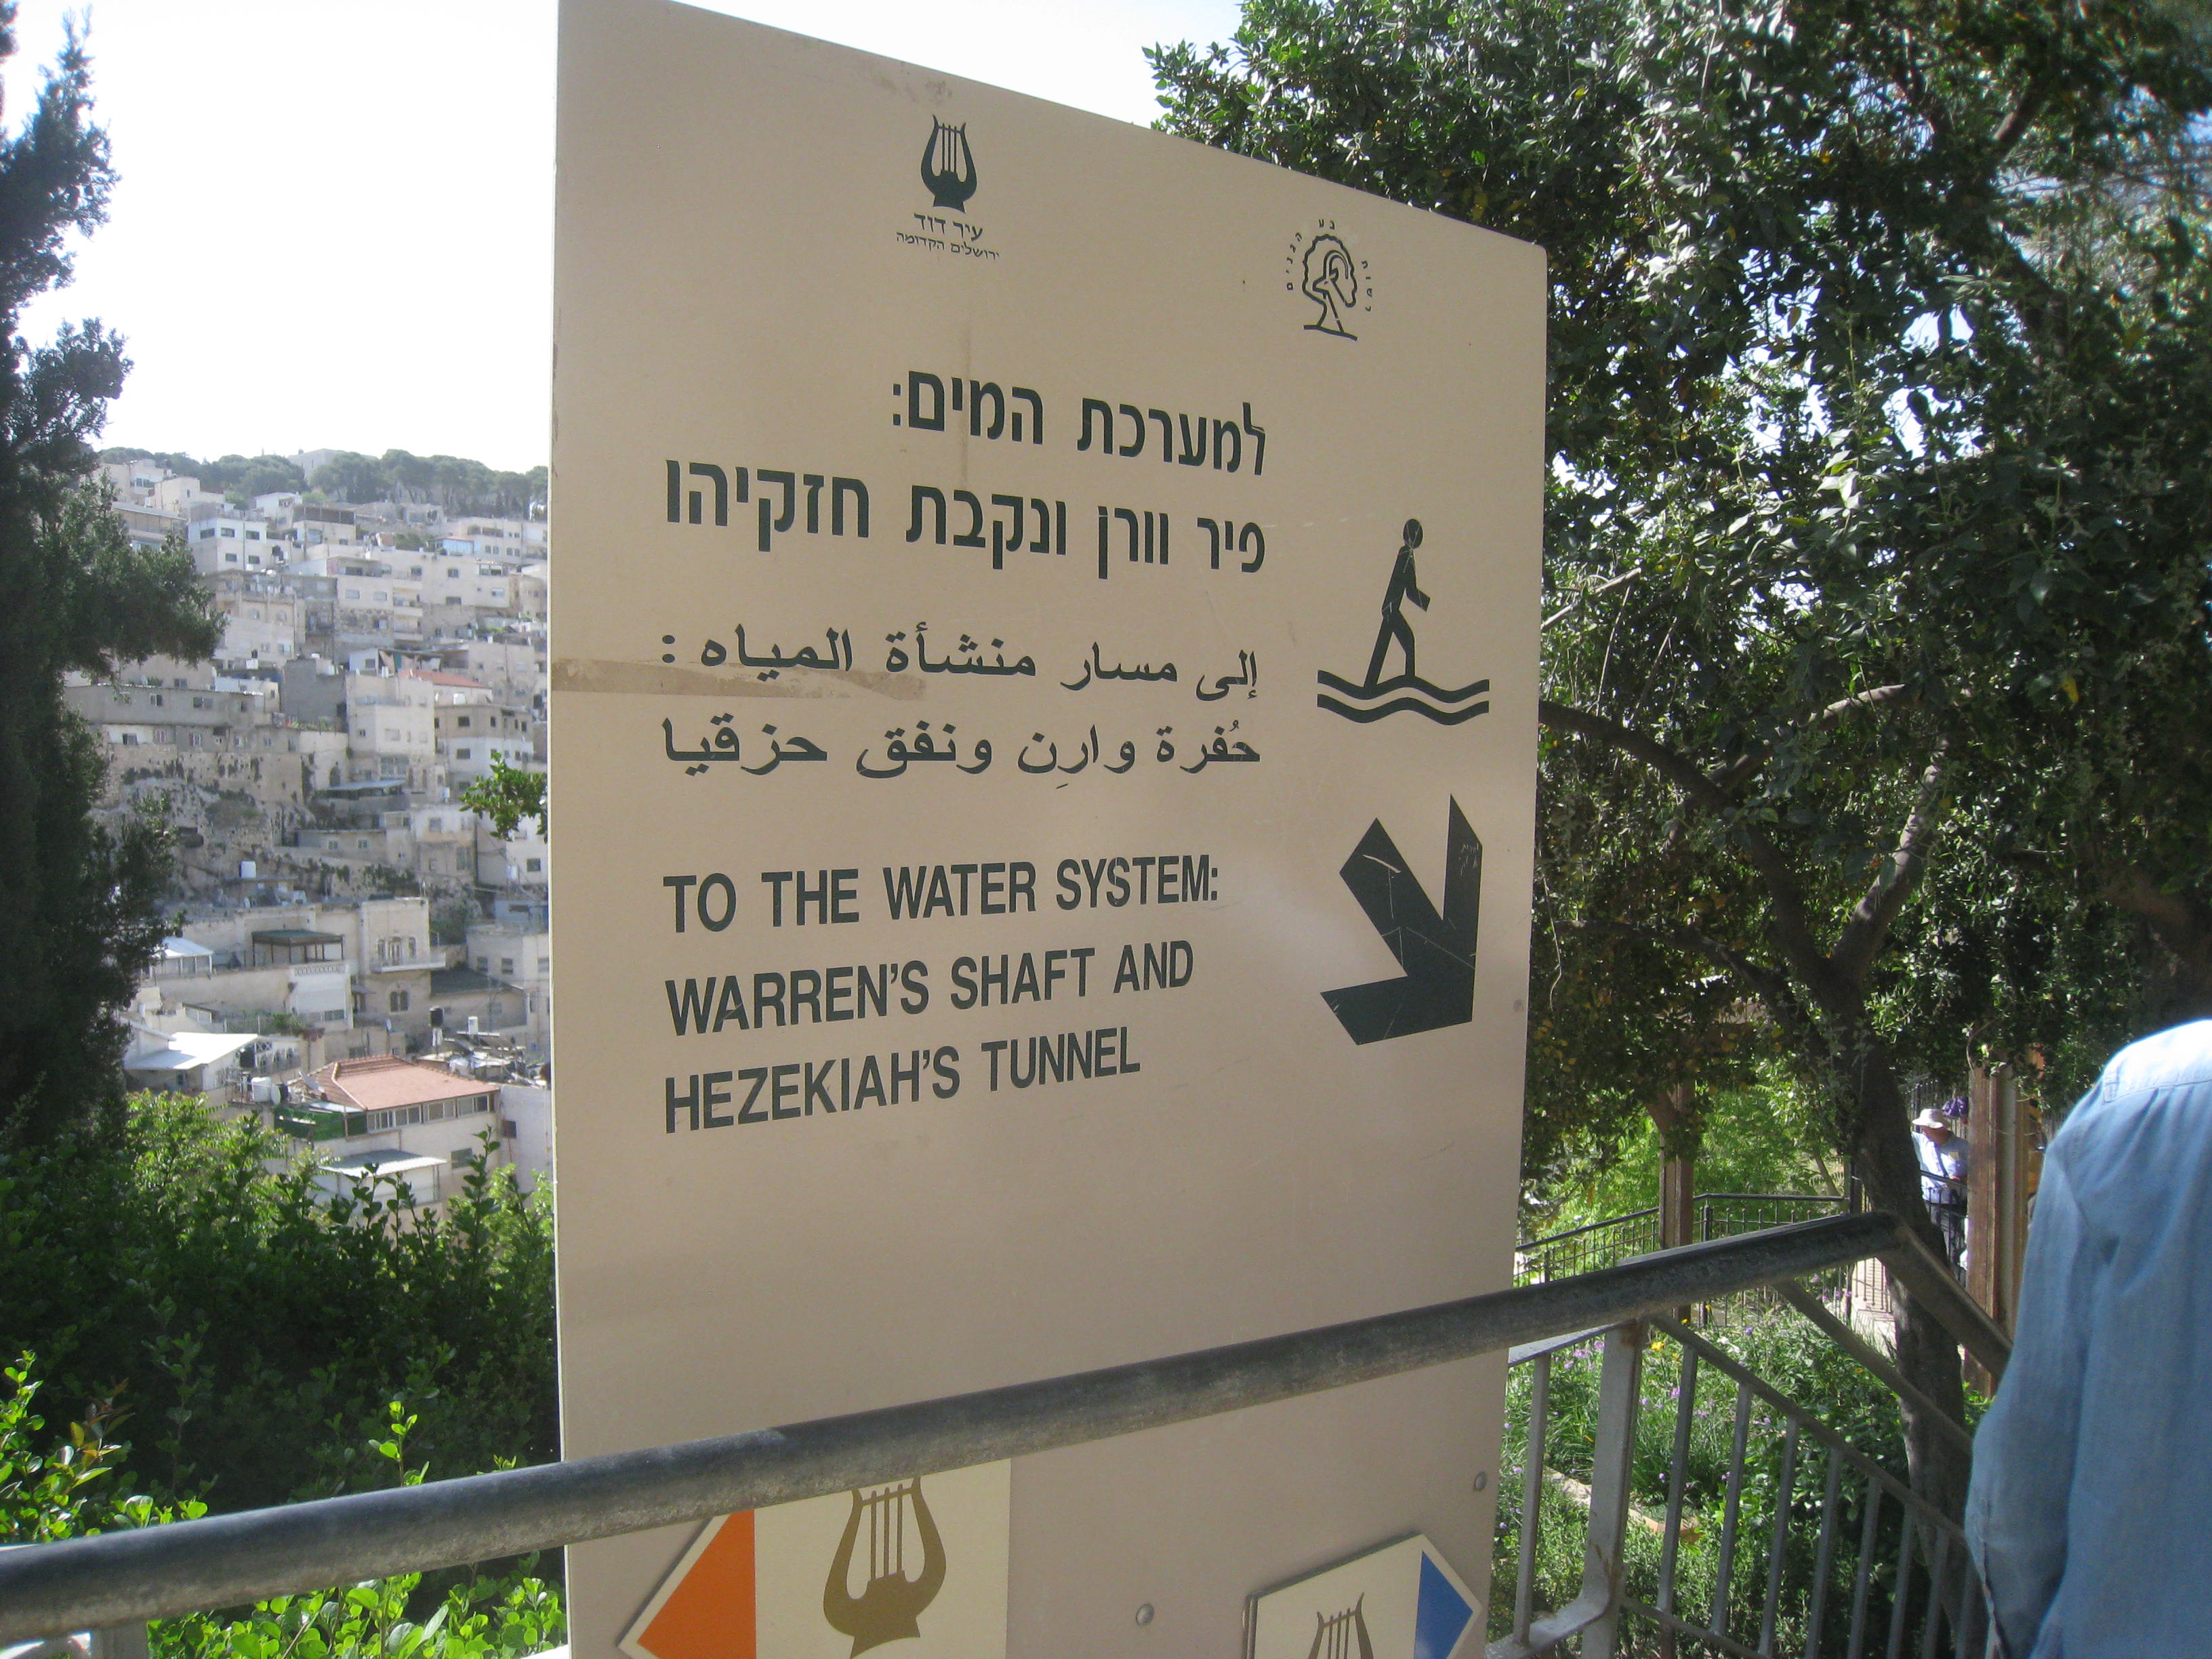 עיר דוד
ירושלים הקדומה
למערכת המים:
פיר וורן ונקבת חזקיהו
إلى مسار منشأة المياه :
حُفرة وارِن ونفق حزقيا
TO THE WATER SYSTEM:
WARREN'S SHAFT AND
HEZEKIAH'S TUNNEL